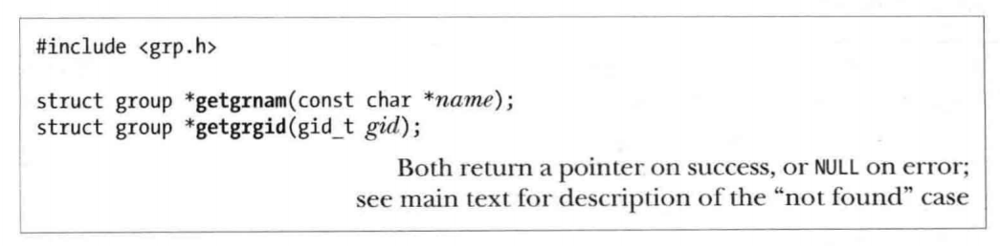 #include <grp.h>
struct group *getgrnam(const char *name);
struct group *getgrgid(gid_t gid);
Both return a pointer on success, or NULL on error;
see main text for description of the “not found” case